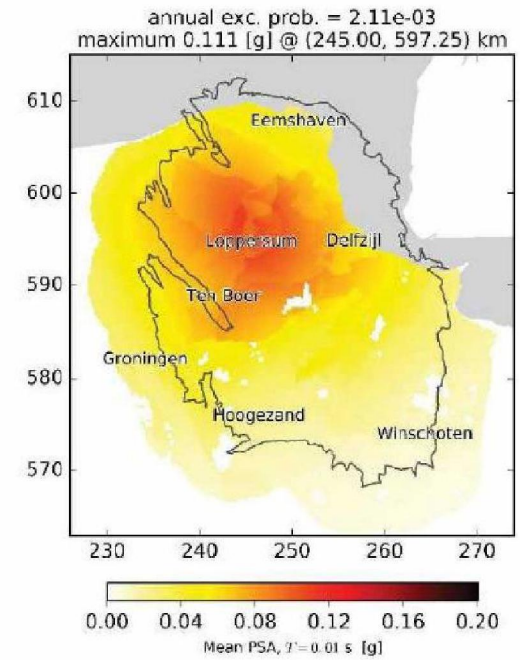 annual exc. prob. = 2.11e-03
maximum 0.111 [g] @ (245.00, 597.25) km
610
600
590
580
570
Eemshaven
Loppersum
Delfzijl
Ten Boer
Groningen
Hoogezand
Winschoten
230
240
250
260
270
0.00
0.04
0.08
0.12
0.16
0.20
Mean PSA, T=0.01 s [g]